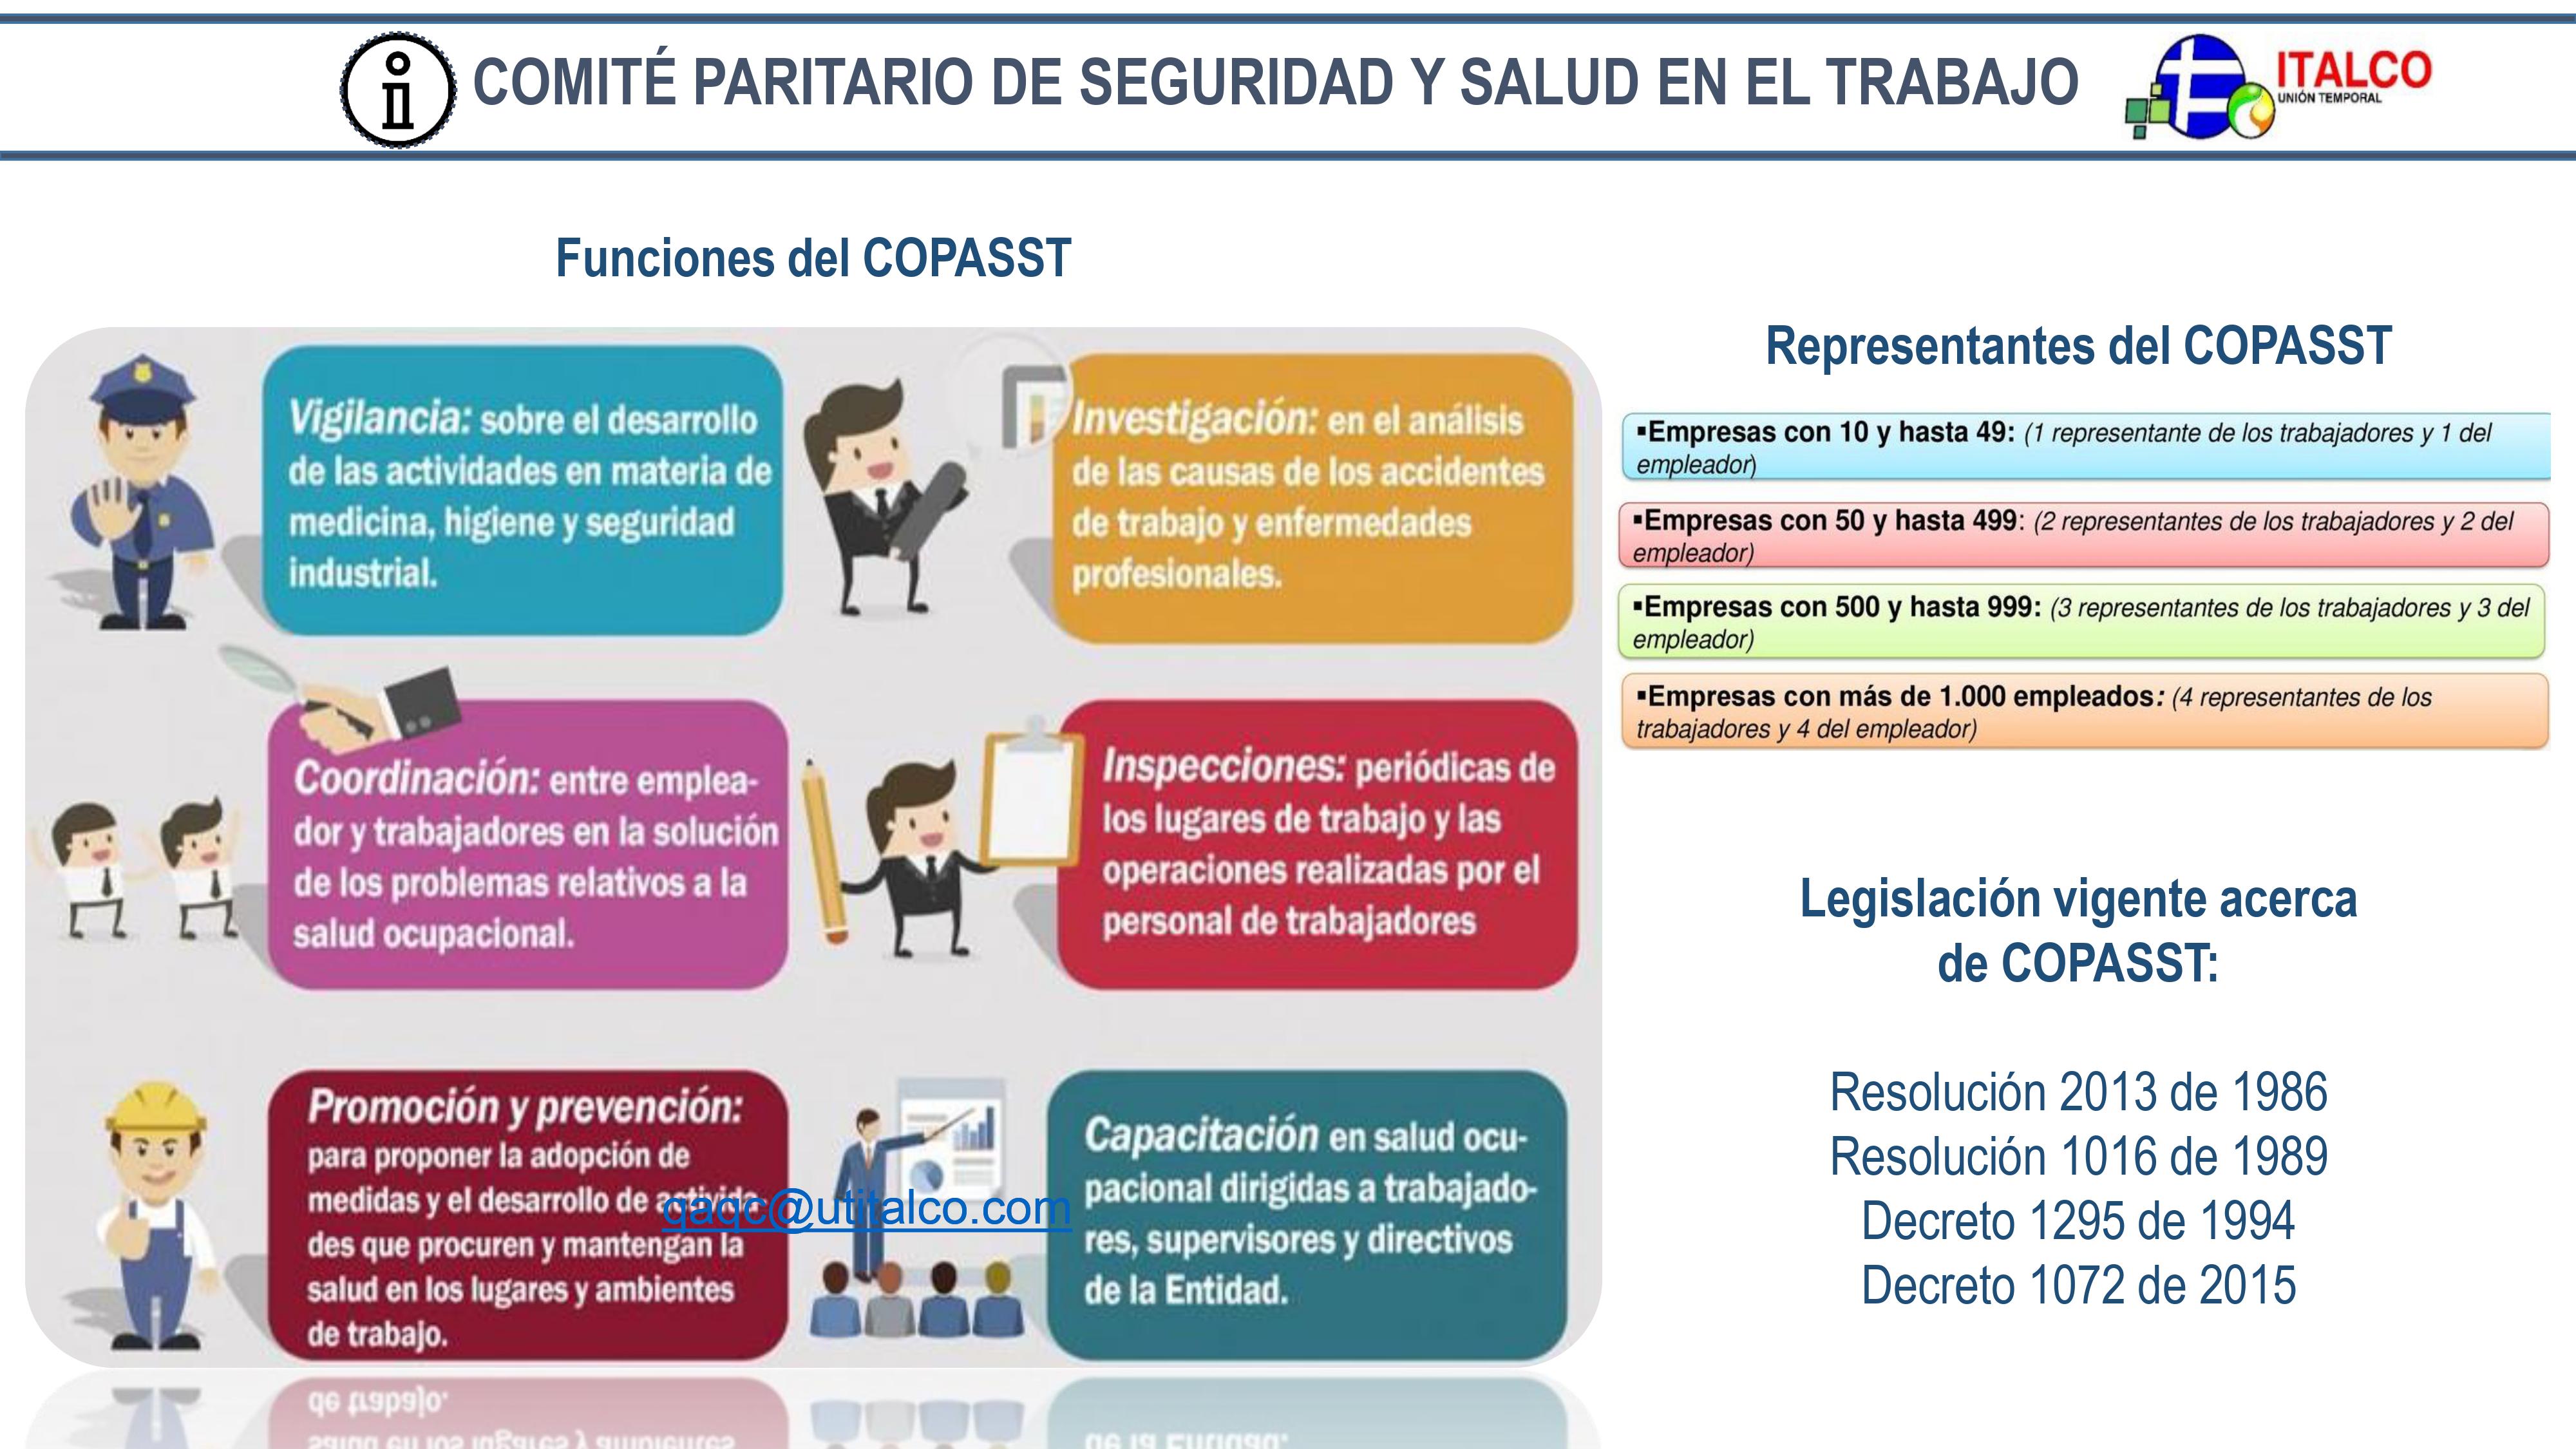 COMITÉ PARITARIO DE SEGURIDAD Y SALUD EN EL TRABAJO
ITALCO
UNIÓN TEMPORAL
Funciones del COPASST
Vigilancia: sobre el desarrollo
de las actividades en materia de
medicina, higiene y seguridad
industrial.
Investigación: en el análisis
de las causas de los accidentes
de trabajo y enfermedades
profesionales.
Coordinación: entre emplea-
dor y trabajadores en la solución
de los problemas relativos a la
salud ocupacional.
Inspecciones: periódicas de
los lugares de trabajo y las
operaciones realizadas por el
personal de trabajadores
Promoción y prevención:
para proponer la adopción de
medidas y el desarrollo de activida-
des que procuren y mantengan la
salud en los lugares y ambientes
de trabajo.
qaqc@utitalco.com
Capacitación en salud ocu-
pacional dirigidas a trabajado-
res, supervisores y directivos
de la Entidad.
Representantes del COPASST
▪Empresas con 10 y hasta 49: (1 representante de los trabajadores y 1 del
empleador)
▪Empresas con 50 y hasta 499: (2 representantes de los trabajadores y 2 del
empleador)
▪Empresas con 500 y hasta 999: (3 representantes de los trabajadores y 3 del
empleador)
▪Empresas con más de 1.000 empleados: (4 representantes de los
trabajadores y 4 del empleador)
Legislación vigente acerca
de COPASST:
Resolución 2013 de 1986
Resolución 1016 de 1989
Decreto 1295 de 1994
Decreto 1072 de 2015